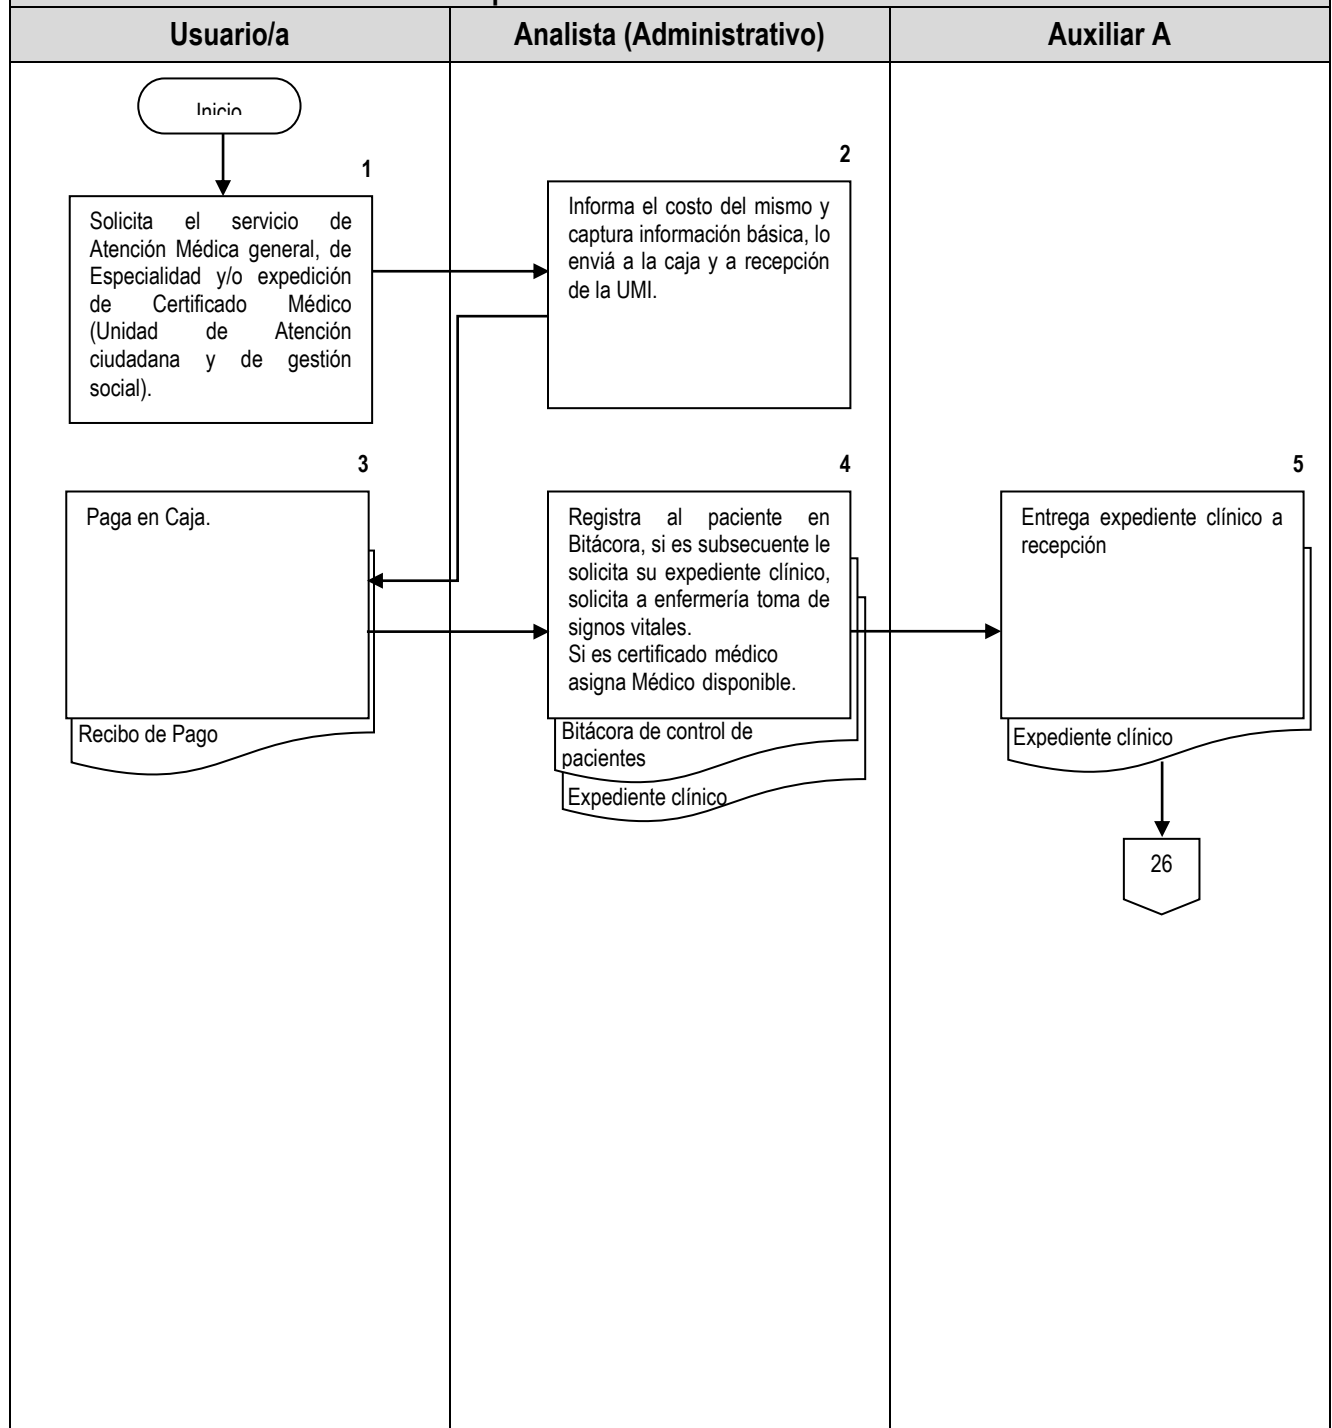 Usuario/a
Analista (Administrativo)
Auxiliar A
Inicio
1
Solicita el servicio de
Atención Médica general, de
Especialidad y/o expedición
de Certificado Médico
(Unidad de Atención
ciudadana y de gestión
social).
2
Informa el costo del mismo y
captura información básica, lo
enviá a la caja y a recepción
de la UMI.
3
Paga en Caja.
Recibo de Pago
4
Registra al paciente en
Bitácora, si es subsecuente le
solicita su expediente clínico,
solicita a enfermería toma de
signos vitales.
Si es certificado médico
asigna Médico disponible.
Bitácora de control de
pacientes
Expediente clínico
5
Entrega expediente clínico a
recepción
Expediente clínico
26